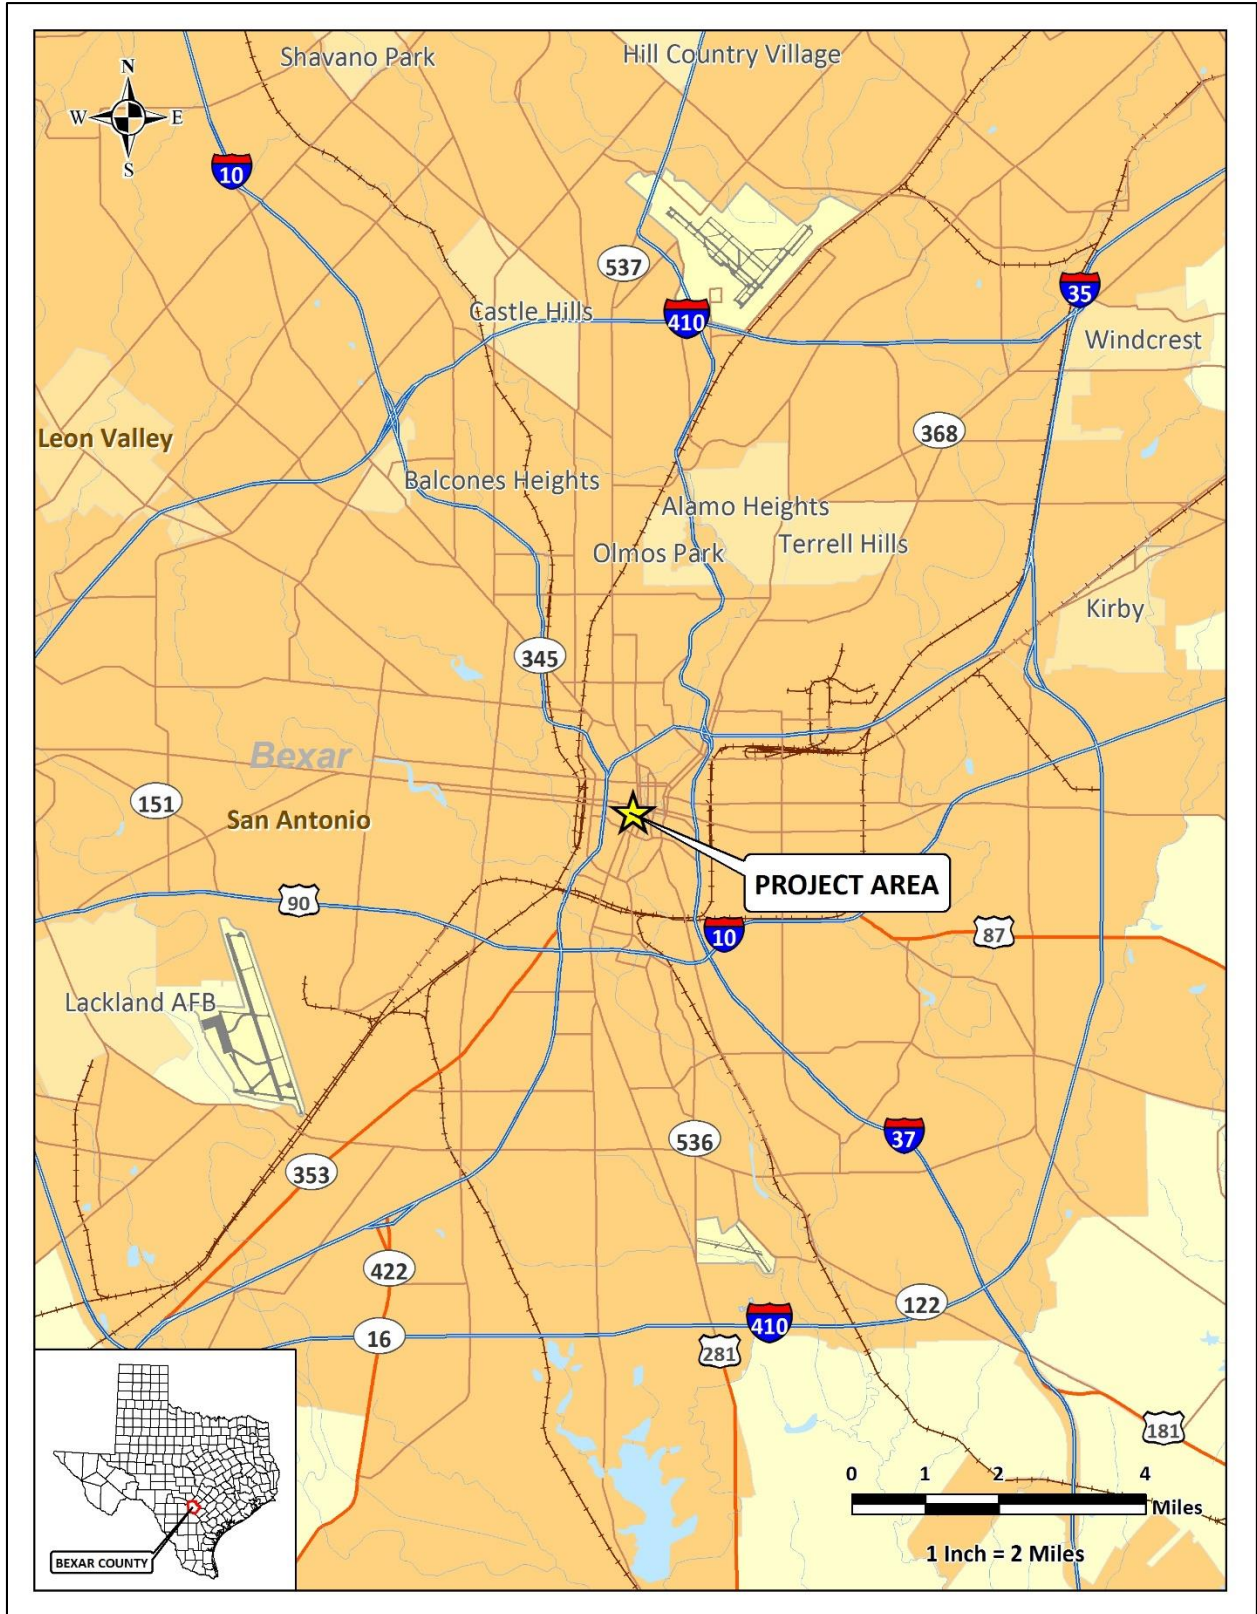 Shavano Park
Hill Country Village
N
W
E
S
10
537
35
Castle Hills
410
Windcrest
368
Leon Valley
Balcones Heights
Alamo Heights
Terrell Hills
Olmos Park
Kirby
345
Bexar
151
San Antonio
PROJECT AREA
90
10
87
Lackland AFB
536
37
353
422
122
16
410
281
181
0 1 2 4
Miles
1 Inch = 2 Miles
BEXAR COUNTY